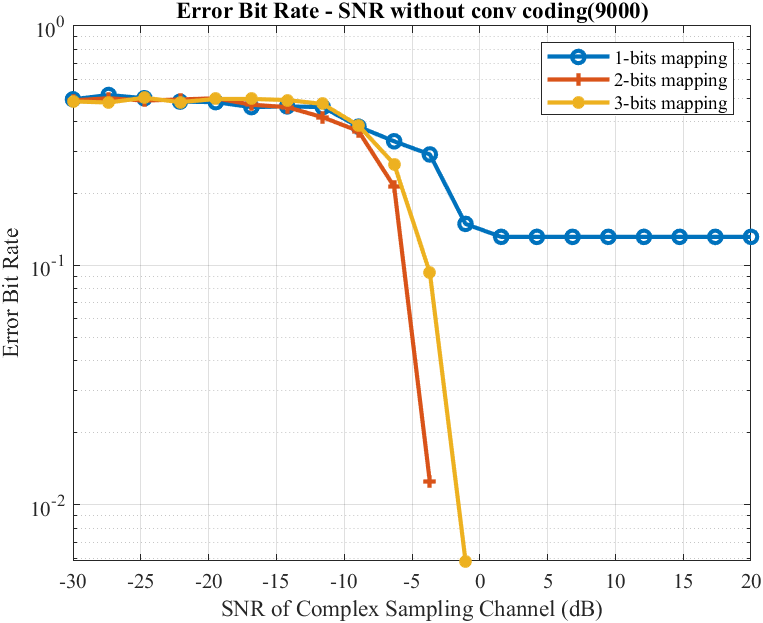 Error Bit Rate - SNR without conv coding(9000)
10^0
10^-1
10^-2
Error Bit Rate
1-bits mapping
2-bits mapping
3-bits mapping
-30 -25 -20 -15 -10 -5 0 5 10 15 20
SNR of Complex Sampling Channel (dB)